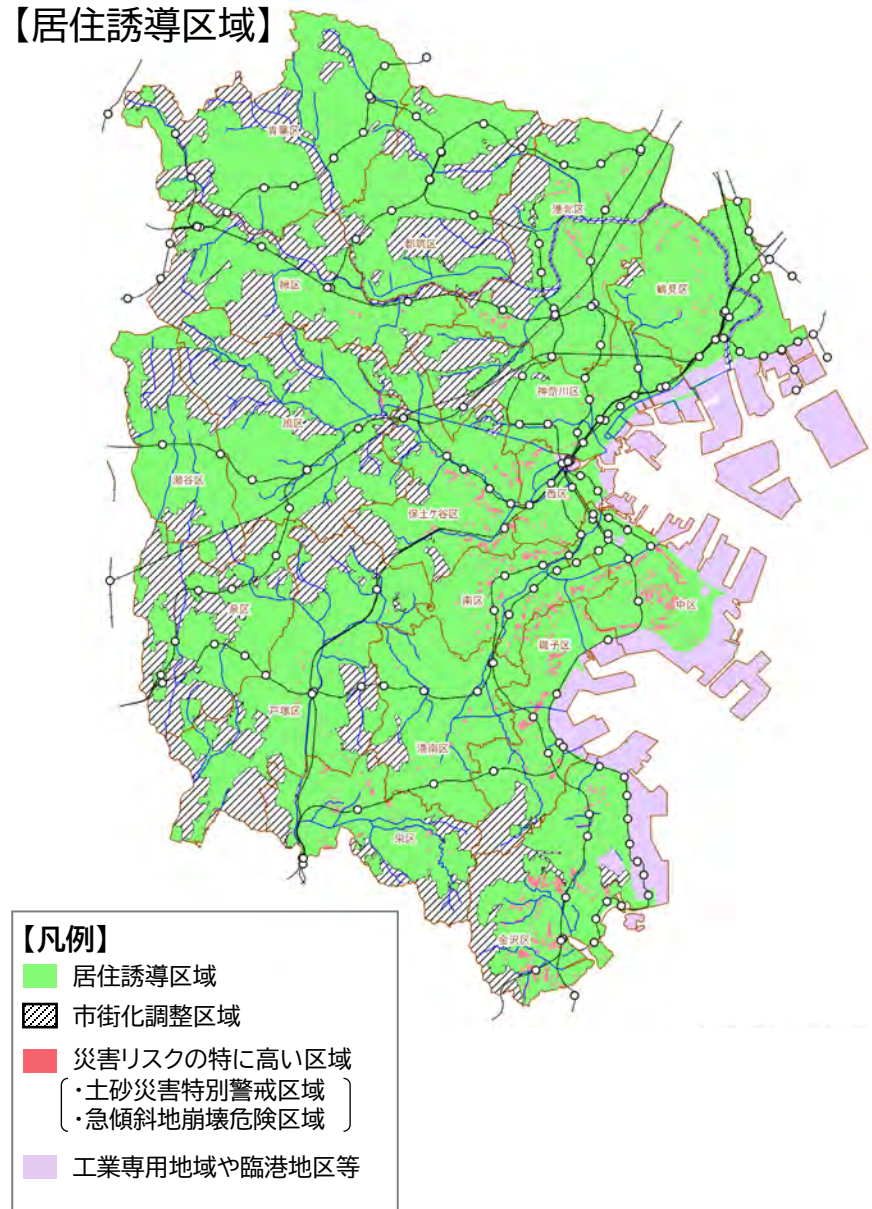 【居住誘導区域】
青葉区
港北区
都筑区
鶴見区
緑区
神奈川区
旭区
瀬谷区
西区
保土ケ谷区
南区
中区
泉区
磯子区
戸塚区
港南区
栄区
金沢区
【凡例】
居住誘導区域
市街化調整区域
災害リスクの特に高い区域
・土砂災害特別警戒区域
・急傾斜地崩壊危険区域
工業専用地域や臨港地区等